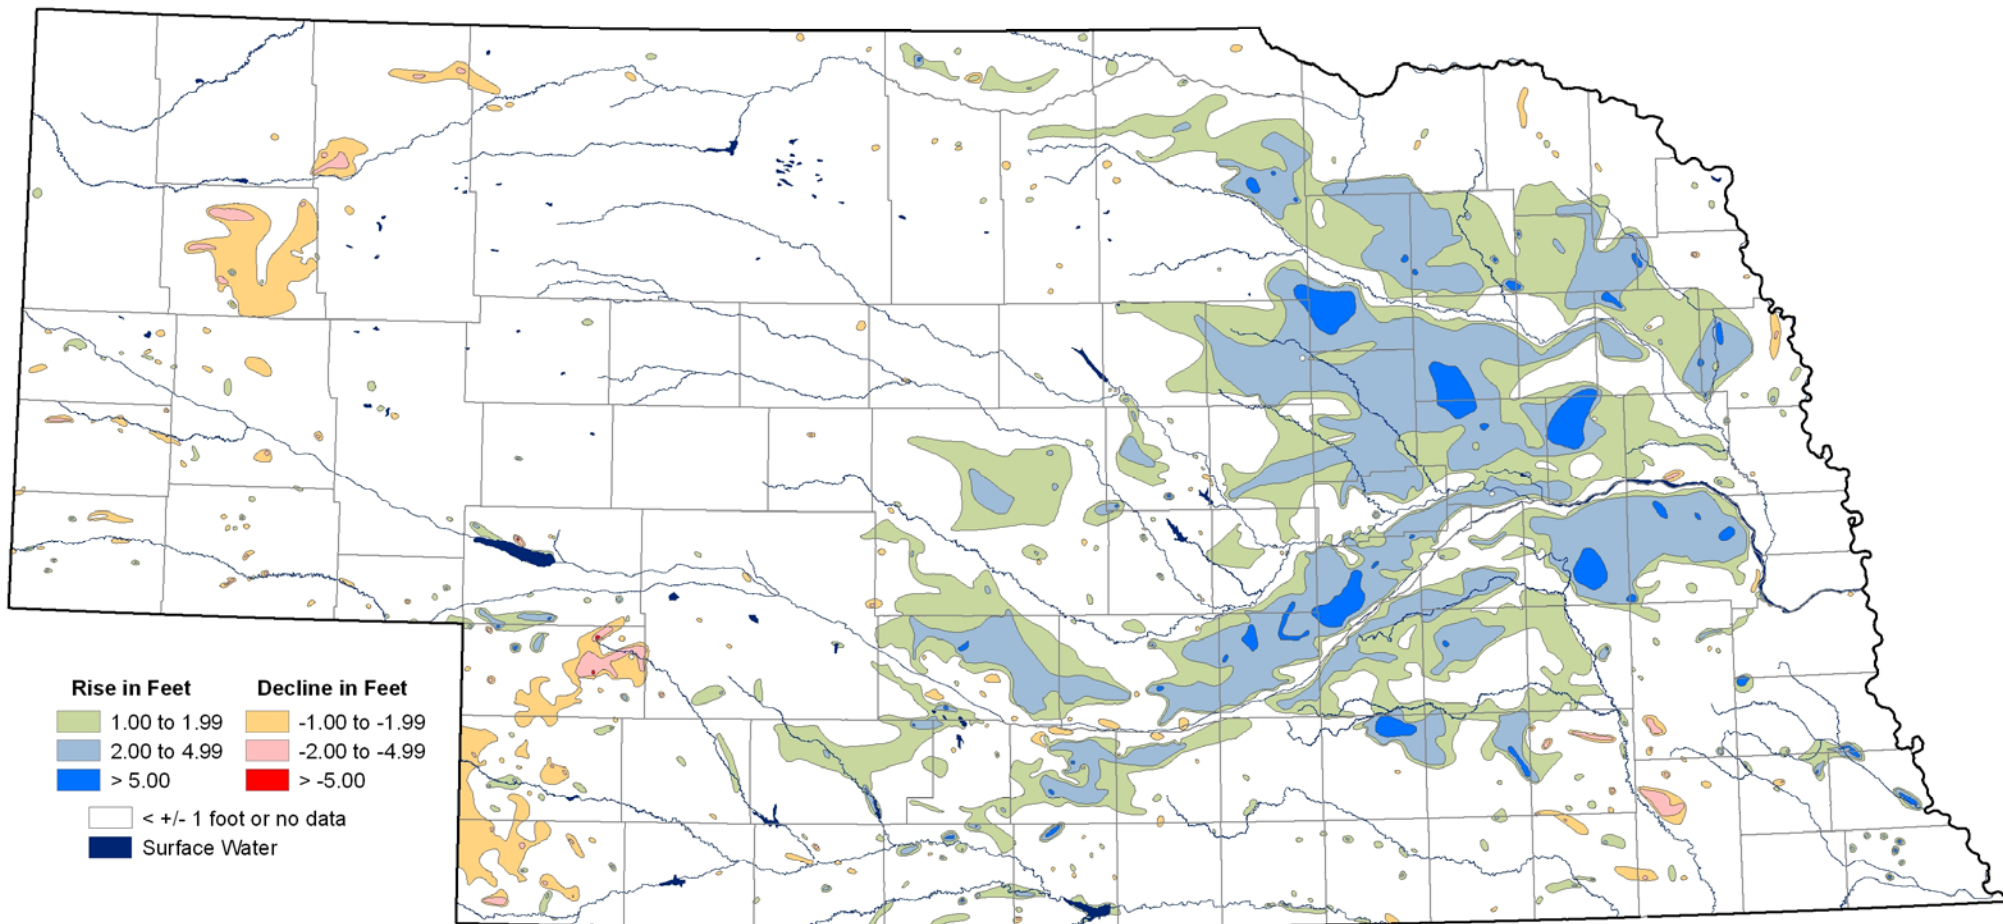 Rise in Feet Decline in Feet
1.00 to 1.99 -1.00 to -1.99
2.00 to 4.99 -2.00 to -4.99
> 5.00 > -5.00
< +/- 1 foot or no data
Surface Water